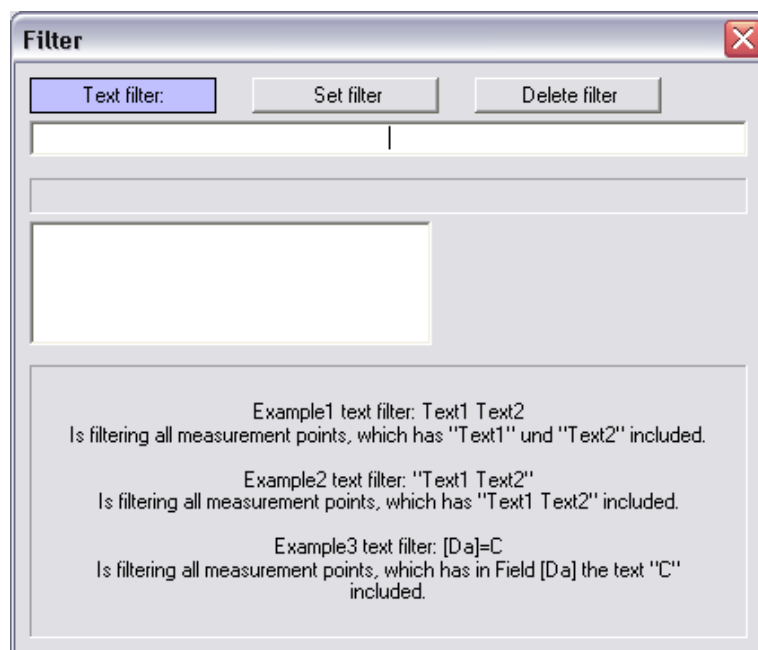 Filter
Text filter: Set filter Delete filter
Example1 text filter: Text1 Text2
Is filtering all measurement points, which has "Text1" und "Text2" included.
Example2 text filter: "Text1 Text2"
Is filtering all measurement points, which has "Text1 Text2" included.
Example3 text filter: [Da]=C
Is filtering all measurement points, which has in Field [Da] the text "C"
included.